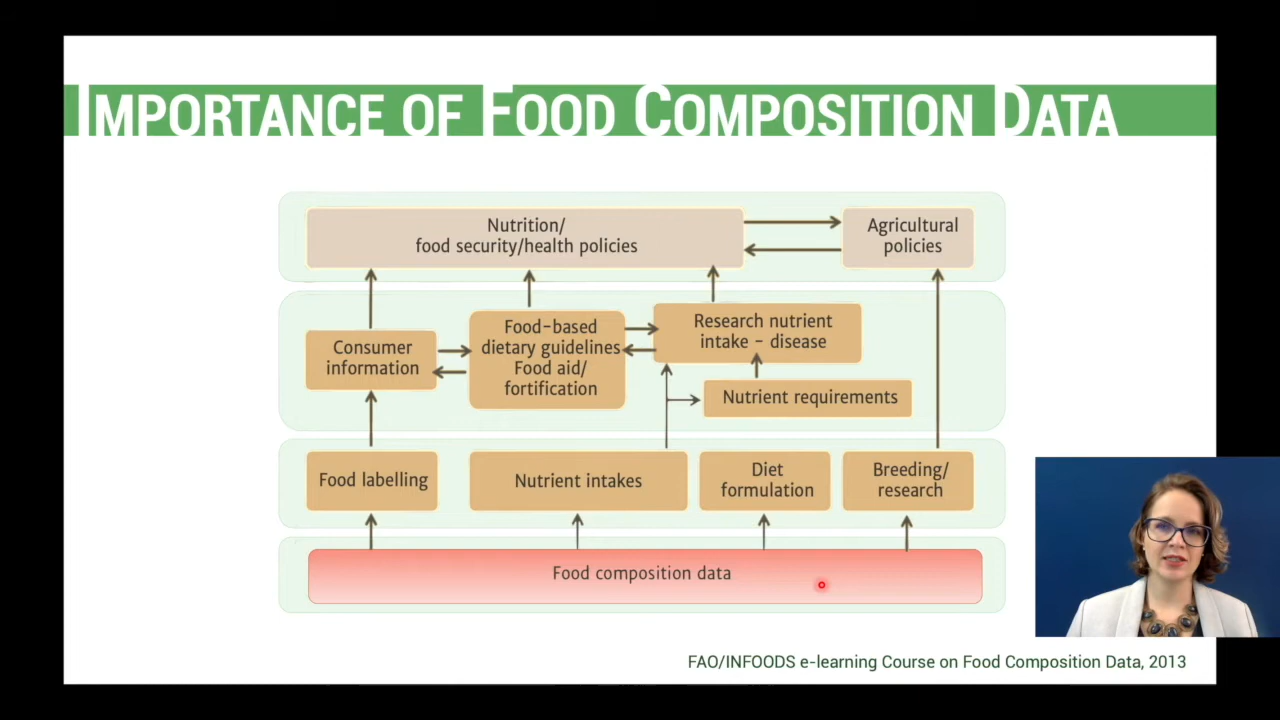 IMPORTANCE OF FOOD COMPOSITION DATA
Nutrition/
food security/health policies
Agricultural
policies
Consumer
information
Food-based
dietary guidelines
Food aid/
fortification
Research nutrient
intake - disease
Nutrient requirements
Food labelling
Nutrient intakes
Diet
formulation
Breeding/
research
Food composition data
FAO/INFOODS e-learning Course on Food Composition Data, 2013